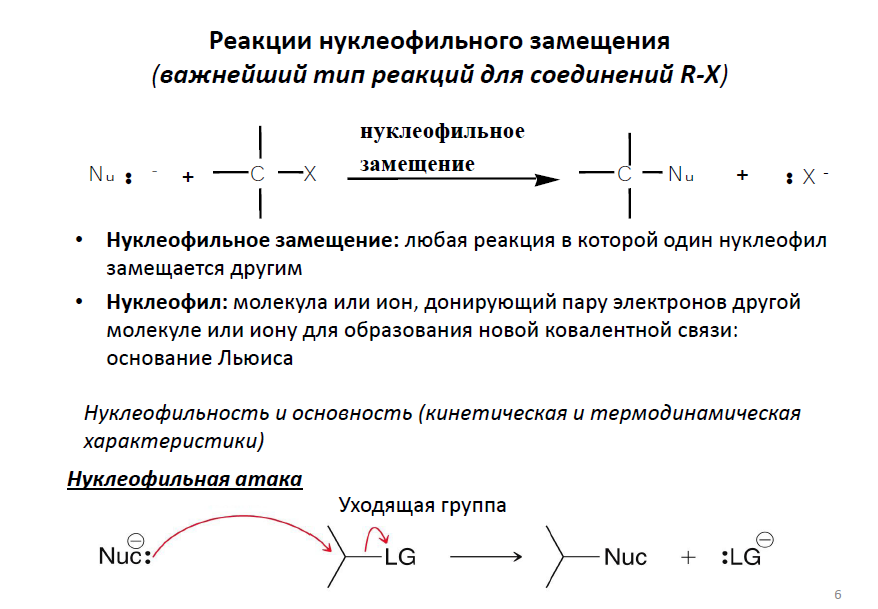 Реакции нуклеофильного замещения
(важнейший тип реакций для соединений R-X)
нуклеофильное
замещение
Nu : - + C X C Nu + : X -
• Нуклеофильное замещение: любая реакция в которой один нуклеофил
замещается другим
• Нуклеофил: молекула или ион, донирующий пару электронов другой
молекуле или иону для образования новой ковалентной связи:
основание Льюиса
Нуклеофильность и основность (кинетическая и термодинамическая
характеристики)
Нуклеофильная атака
Уходящая группа
Nuc: ⊖ LG Nuc + :LG ⊖
6